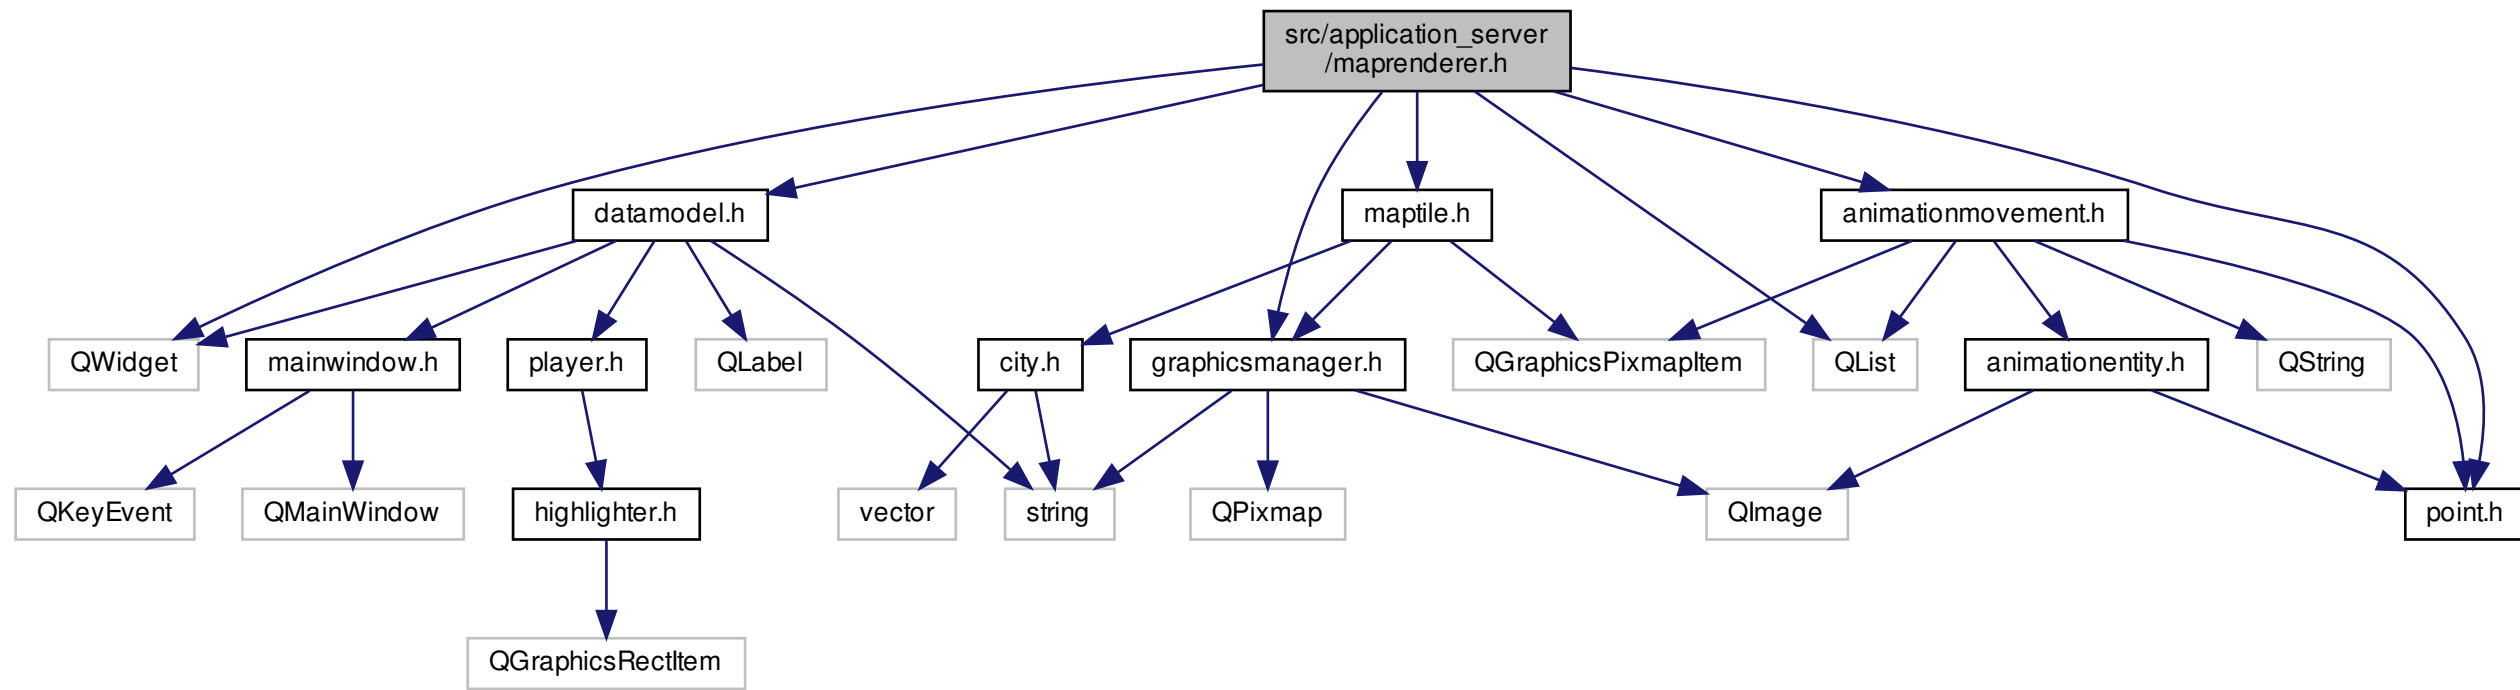 src/application_server
/maprenderer.h
datamodel.h
maptile.h
animationmovement.h
QWidget
mainwindow.h
player.h
QLabel
city.h
graphicsmanager.h
QGraphicsPixmapItem
QList
animationentity.h
QString
QKeyEvent
QMainWindow
highlighter.h
vector
string
QPixmap
QImage
point.h
QGraphicsRectItem